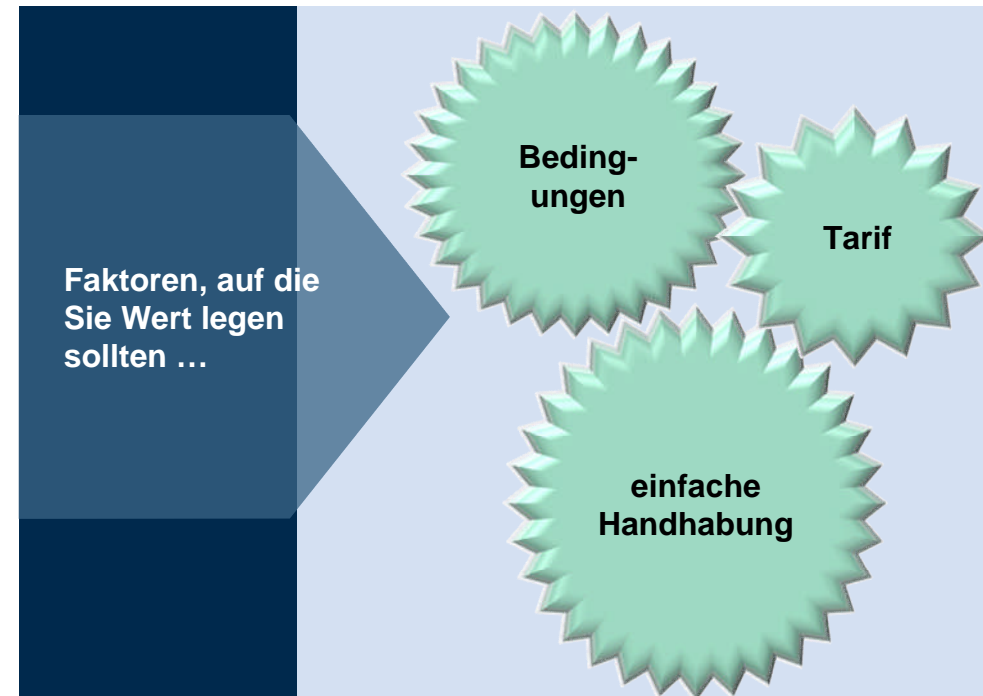 Faktoren, auf die
Sie Wert legen
sollten …
Beding-
ungen
Tarif
einfache
Handhabung